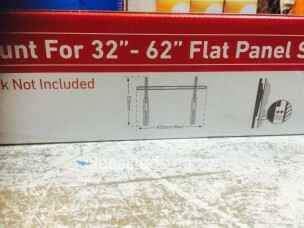 unt For 32”- 62” Flat Panel S
k Not Included